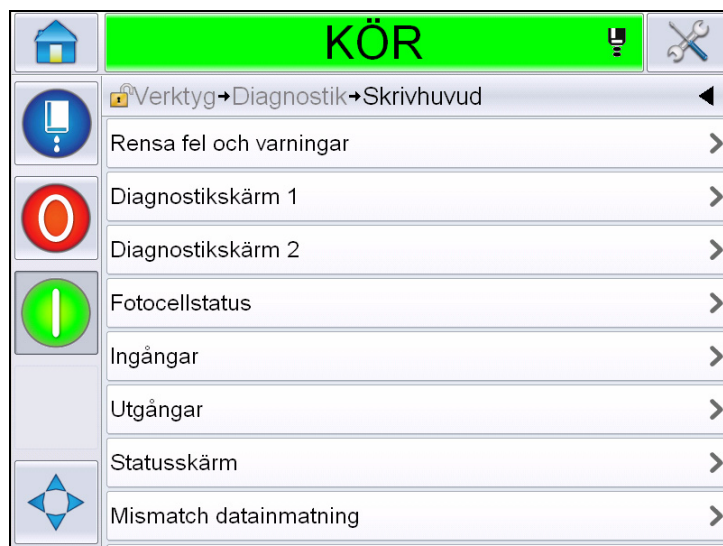 KÖR
Verktyg→Diagnostik→Skrivhuvud
Rensa fel och varningar
Diagnostikskärm 1
Diagnostikskärm 2
Fotocellstatus
Ingångar
Utgångar
Statusskärm
Mismatch datainmatning